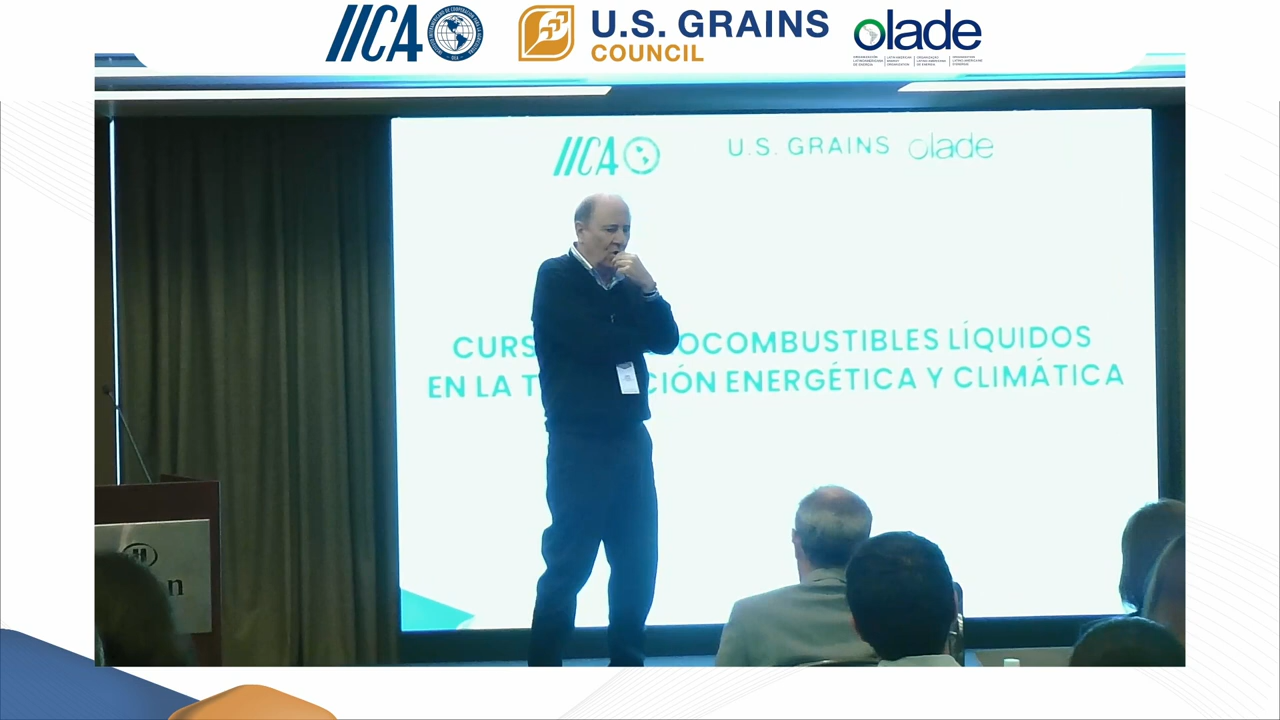 IICA
U.S. GRAINS
COUNCIL
olade
IICA
U.S. GRAINS
olade
CURS OCOMBUSTIBLES LÍQUIDOS
EN LA T CIÓN ENERGÉTICA Y CLIMÁTICA
H
n